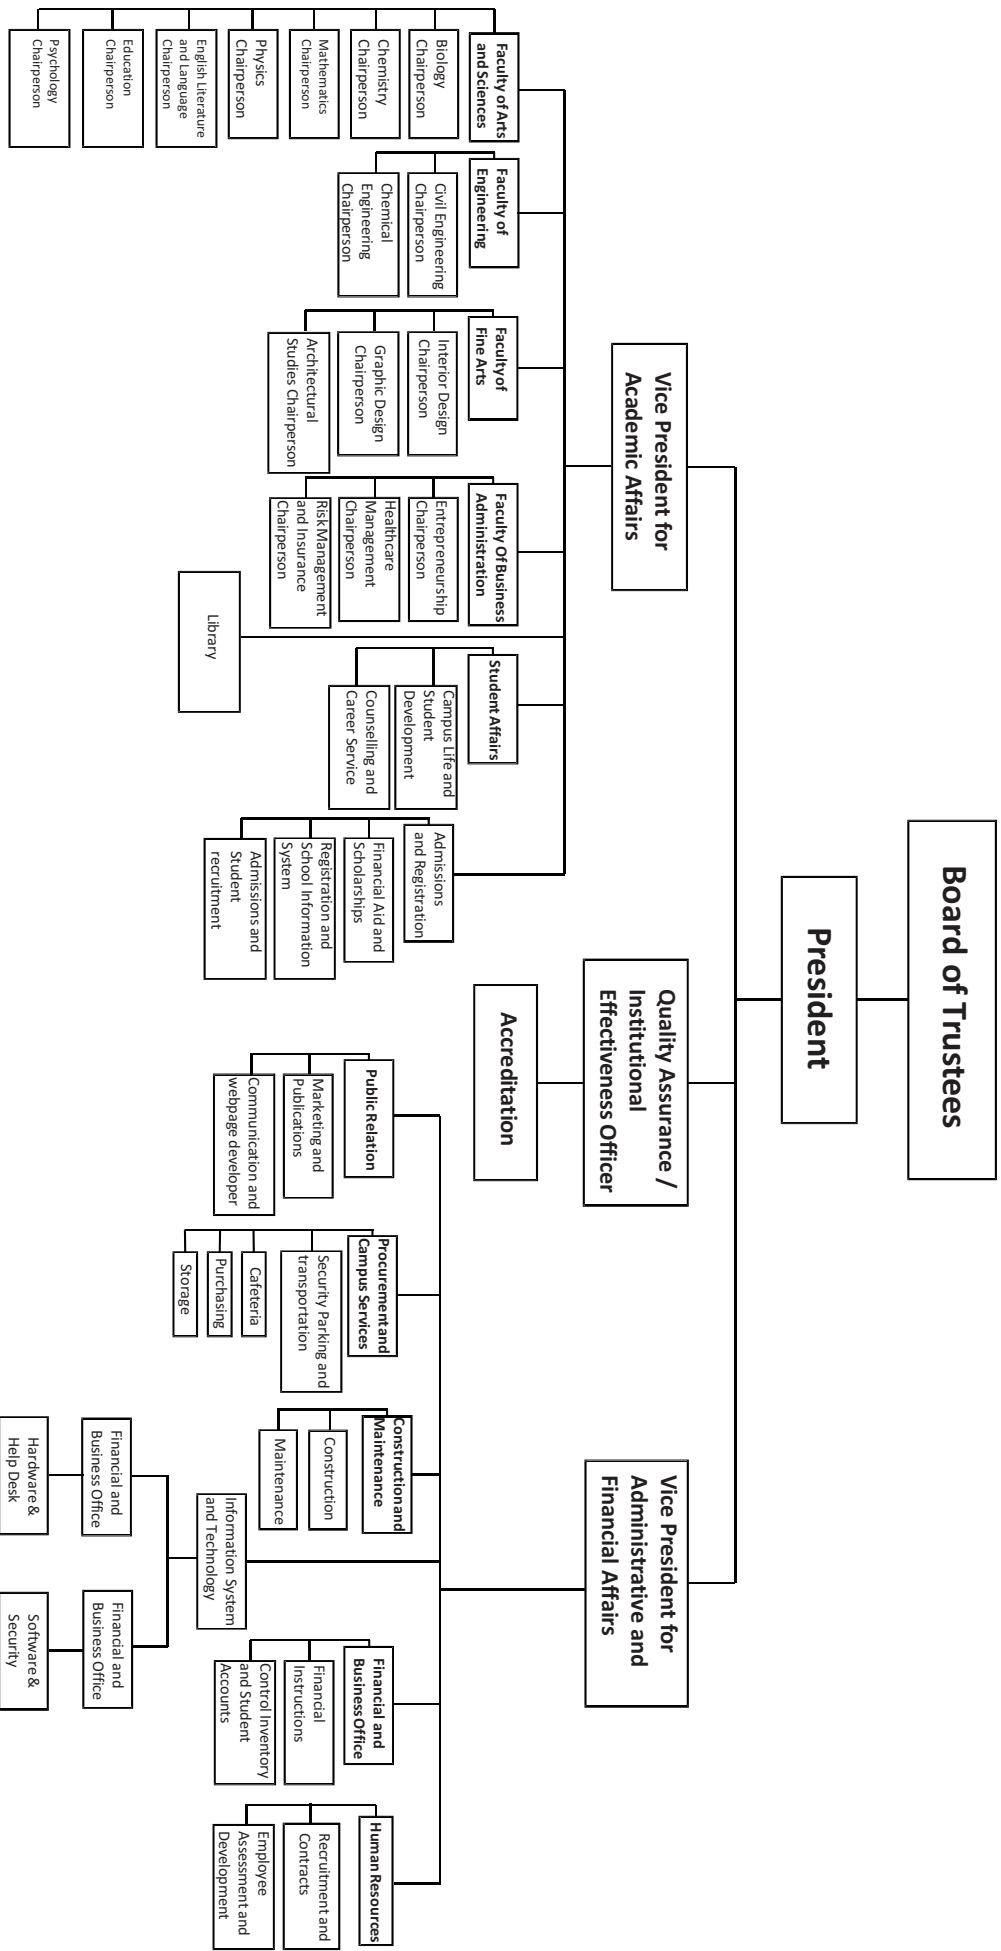 Board of Trustees
President
Vice President for
Academic Affairs
Quality Assurance /
Institutional
Effectiveness Officer
Accreditation
Vice President for
Administrative and
Financial Affairs
Faculty of Arts
and Sciences
Biology
Chairperson
Chemistry
Chairperson
Mathematics
Chairperson
Physics
Chairperson
English Literature
and Language
Chairperson
Education
Chairperson
Psychology
Chairperson
Faculty of
Engineering
Civil Engineering
Chairperson
Chemical
Engineering
Chairperson
Faculty of
Fine Arts
Interior Design
Chairperson
Graphic Design
Chairperson
Architectural
Studies Chairperson
Faculty Of Business
Administration
Entrepreneurship
Chairperson
Healthcare
Management
Chairperson
Risk Management
and Insurance
Chairperson
Library
Student Affairs
Campus Life and
Student
Development
Counselling and
Career Service
Admissions
and Registration
Financial Aid and
Scholarships
Registration and
School Information
System
Admissions and
Student
recruitment
Public Relation
Marketing and
Publications
Communication and
webpage developer
Procurement and
Campus Services
Security Parking and
transportation
Cafeteria
Purchasing
Storage
Construction and
Maintenance
Construction
Maintenance
Information System
and Technology
Financial and
Business Office
Hardware &
Help Desk
Financial and
Business Office
Software &
Security
Financial and
Business Office
Financial
Instructions
Control Inventory
and Student
Accounts
Human Resources
Recruitment and
Contracts
Employee
Assessment and
Development